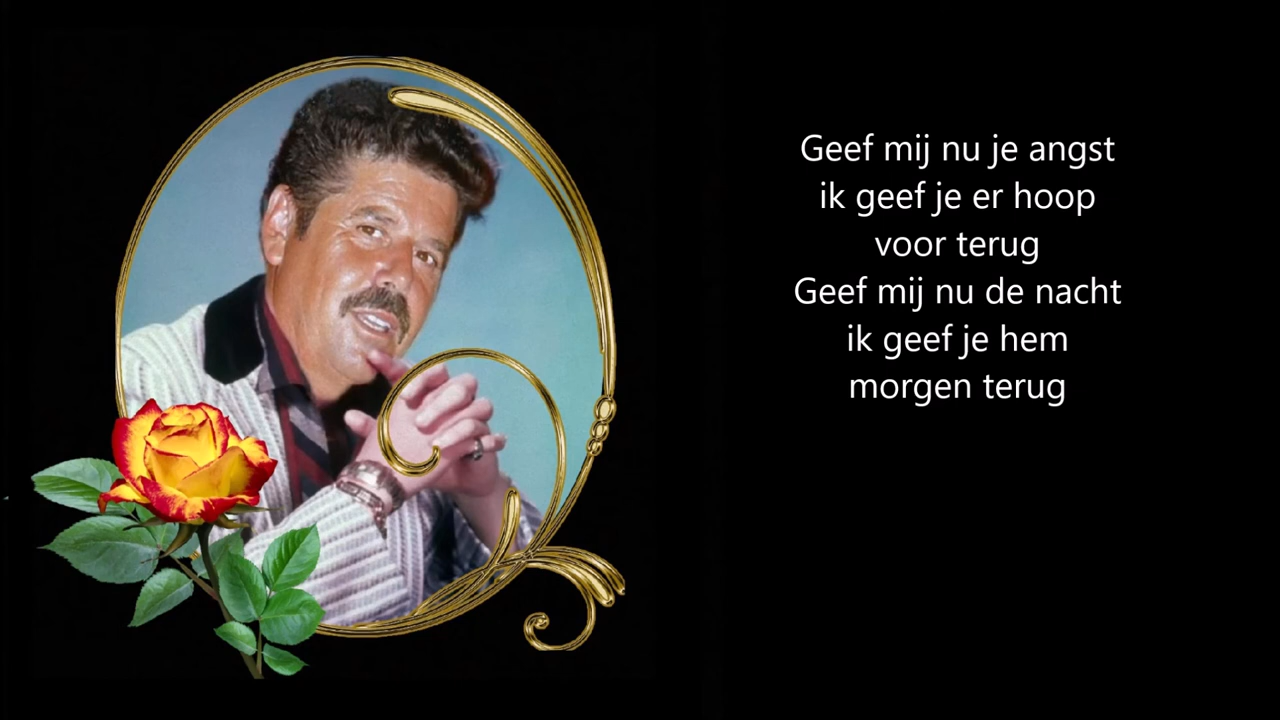 Geef mij nu je angst
ik geef je er hoop
voor terug
Geef mij nu de nacht
ik geef je hem
morgen terug